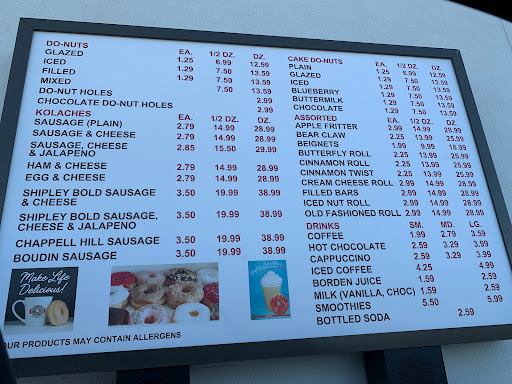 DO-NUTS EA. 1/2 DZ. DZ.
GLAZED 1.25 6.99 12.59
ICED 1.29 7.50 13.59
FILLED 1.29 7.50 13.59
MIXED 7.50 13.59
DO-NUT HOLES 2.99
CHOCOLATE DO-NUT HOLES 2.99
KOLACHES EA. 1/2 DZ. DZ.
SAUSAGE (PLAIN) 2.79 14.99 28.99
SAUSAGE & CHEESE 2.79 14.99 28.99
SAUSAGE, CHEESE
& JALAPENO 2.85 15.50 29.99
HAM & CHEESE 2.79 14.99 28.99
EGG & CHEESE 2.79 14.99 28.99
SHIPLEY BOLD SAUSAGE
& CHEESE 3.50 19.99 38.99
SHIPLEY BOLD SAUSAGE,
CHEESE & JALAPENO 3.50 19.99 38.99
CHAPPELL HILL SAUSAGE 3.50 19.99 38.99
BOUDIN SAUSAGE 3.50 19.99 38.99
Make Life
Delicious!
OUR PRODUCTS MAY CONTAIN ALLERGENS
CAKE DO-NUTS EA. 1/2 DZ. DZ.
PLAIN 1.25 6.99 12.59
GLAZED 1.29 7.50 13.59
ICED 1.29 7.50 13.59
BLUEBERRY 1.29 7.50 13.59
BUTTERMILK 1.29 7.50 13.59
CHOCOLATE 1.29 7.50 13.59
ASSORTED EA. 1/2 DZ. DZ.
APPLE FRITTER 2.99 14.99 28.99
BEAR CLAW 2.25 13.99 25.99
BEIGNETS 1.99 9.99 18.99
BUTTERFLY ROLL 2.25 13.99 25.99
CINNAMON ROLL 2.25 13.99 25.99
CINNAMON TWIST 2.25 13.99 25.99
CREAM CHEESE ROLL 2.99 14.99 28.99
FILLED BARS 2.99 14.99 28.99
ICED NUT ROLL 2.99 14.99 28.99
OLD FASHIONED ROLL 2.99 14.99 28.99
DRINKS SM. MD. LG.
COFFEE 1.99 2.79 3.59
HOT CHOCOLATE 2.59 3.29 3.99
CAPPUCCINO 2.59 3.29 3.99
ICED COFFEE 4.25 4.99
BORDEN JUICE 1.59 2.59
MILK (VANILLA, CHOC) 1.59 2.59
SMOOTHIES 5.50 5.99
BOTTLED SODA 2.59